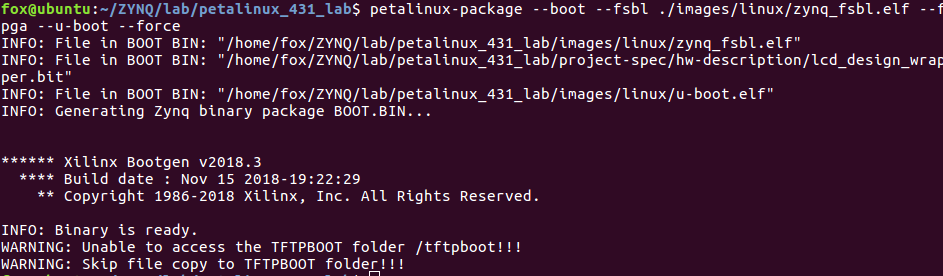 fox@ubuntu:~/ZYNQ/lab/petalinux_431_lab$ petalinux-package --boot --fsbl ./images/linux/zynq_fsbl.elf --f
pga --u-boot --force
INFO: File in BOOT BIN: "/home/fox/ZYNQ/lab/petalinux_431_lab/images/linux/zynq_fsbl.elf"
INFO: File in BOOT BIN: "/home/fox/ZYNQ/lab/petalinux_431_lab/project-spec/hw-description/lcd_design_wrap
per.bit"
INFO: File in BOOT BIN: "/home/fox/ZYNQ/lab/petalinux_431_lab/images/linux/u-boot.elf"
INFO: Generating Zynq binary package BOOT.BIN...
****** Xilinx Bootgen v2018.3
**** Build date : Nov 15 2018-19:22:29
** Copyright 1986-2018 Xilinx, Inc. All Rights Reserved.
INFO: Binary is ready.
WARNING: Unable to access the TFTPBOOT folder /tftpboot!!!
WARNING: Skip file copy to TFTPBOOT folder!!!